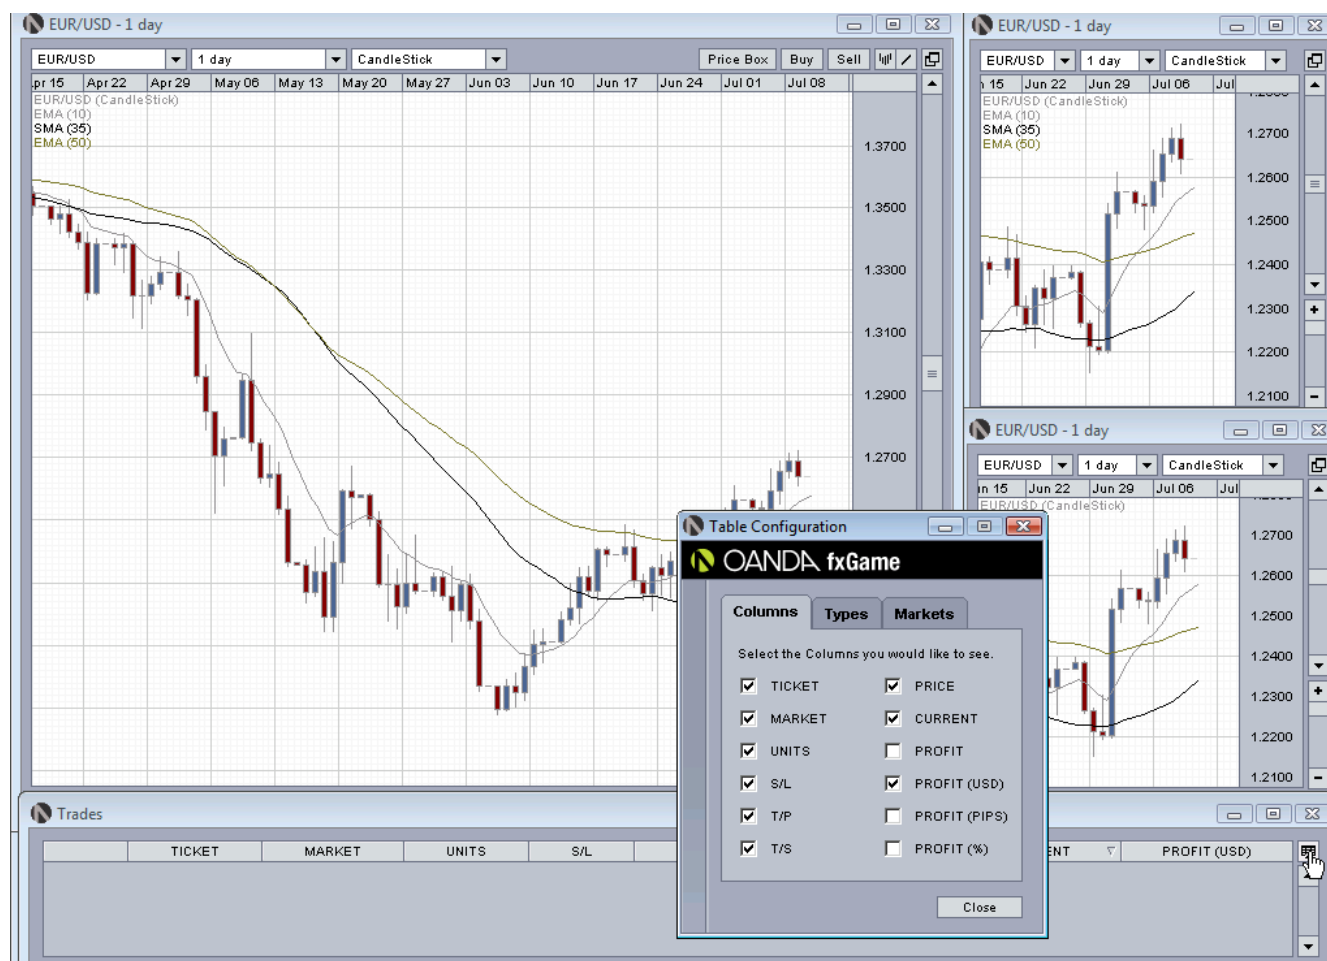 EUR/USD - 1 day
EUR/USD 1 day CandleStick Price Box Buy Sell
pr 15 Apr 22 Apr 29 May 06 May 13 May 20 May 27 Jun 03 Jun 10 Jun 17 Jun 24 Jul 01 Jul 08
EUR/USD (CandleStick)
EMA (10)
SMA (35)
EMA (50)
1.3700
1.3500
1.3300
1.3100
1.2900
1.2700
EUR/USD - 1 day
EUR/USD 1 day CandleStick
15 Jun 22 Jun 29 Jul 06 Jul
EUR/USD (CandleStick)
EMA (10)
SMA (35)
EMA (50)
1.2700
1.2600
1.2500
1.2400
1.2300
1.2200
1.2100
EUR/USD - 1 day
EUR/USD 1 day CandleStick
un 15 Jun 22 Jun 29 Jul 06 Jul
EUR/USD (CandleStick)
1.2700
1.2600
1.2500
1.2400
1.2300
1.2200
1.2100
Table Configuration
OANDA fxGame
Columns Types Markets
Select the Columns you would like to see.
TICKET PRICE
MARKET CURRENT
UNITS PROFIT
S/L PROFIT (USD)
T/P PROFIT (PIPS)
T/S PROFIT (%)
Close
Trades
TICKET MARKET UNITS S/L ENT PROFIT (USD)